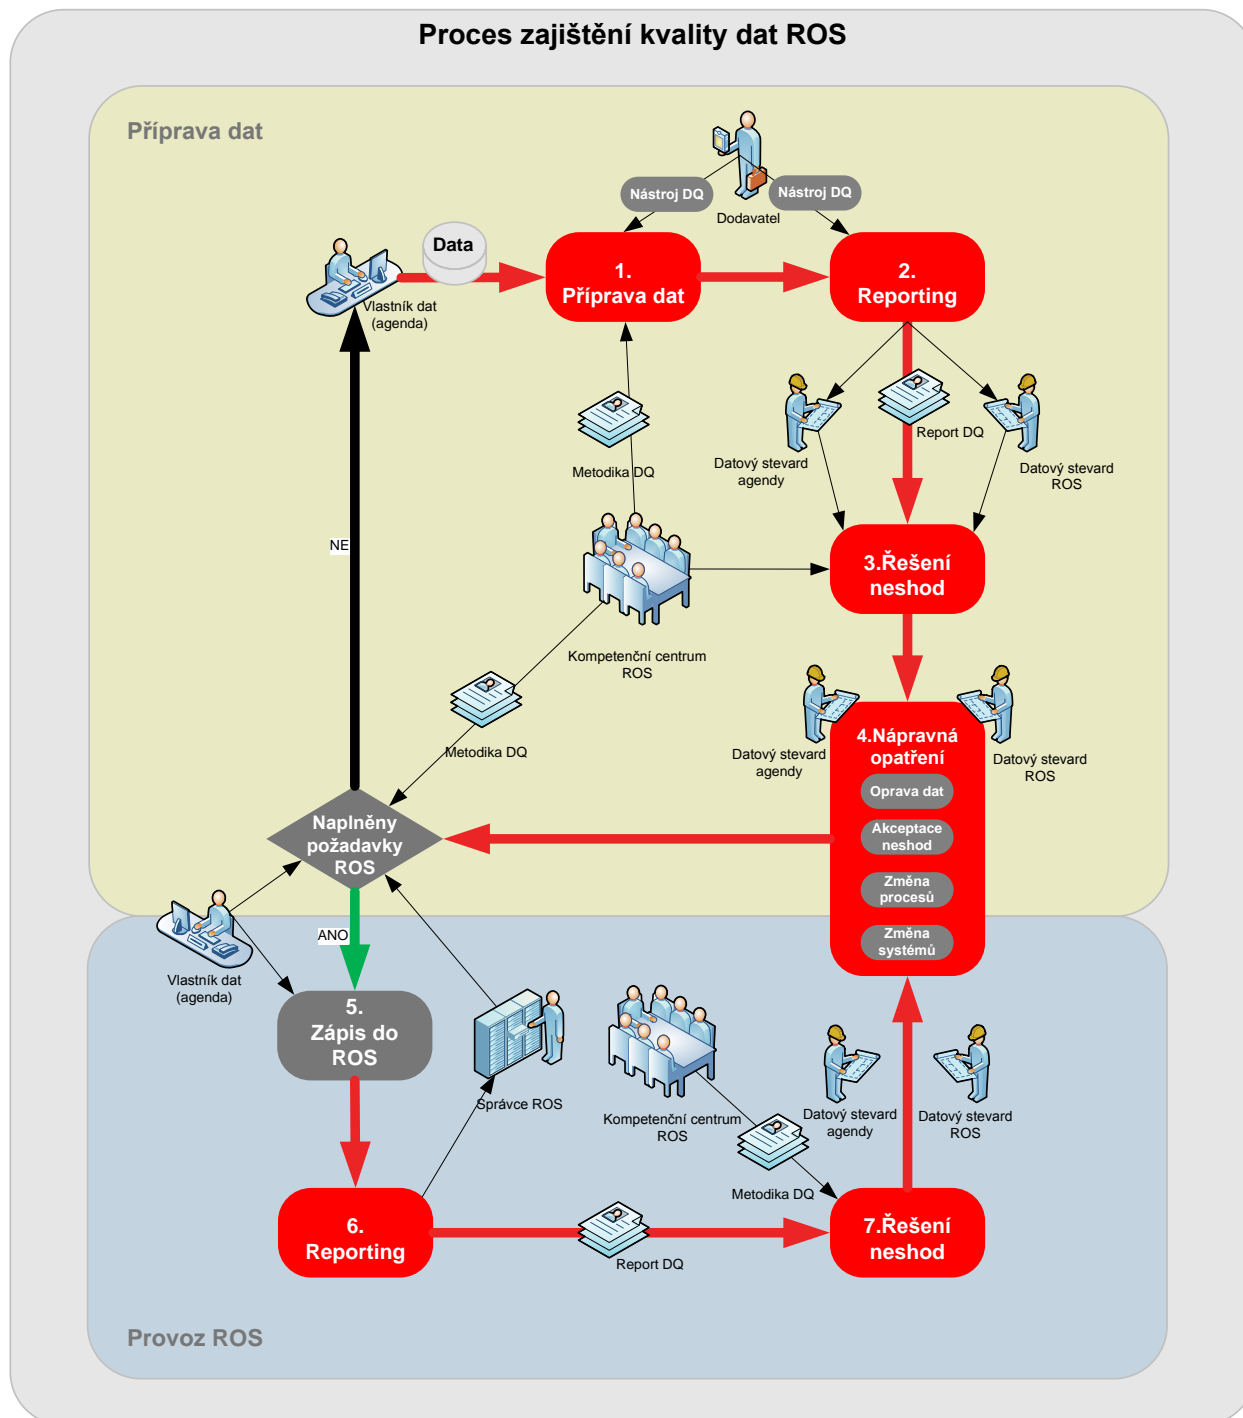 Proces zajištění kvality dat ROS
Příprava dat
Nástroj DQ
Nástroj DQ
Dodavatel
Data
Vlastník dat
(agenda)
1.
Příprava dat
2.
Reporting
Report DQ
Datový stevard
agendy
Datový stevard
ROS
Metodika DQ
NE
3.Řešení
neshod
Kompetenční centrum
ROS
Metodika DQ
Datový stevard
agendy
4.Nápravná
opatření
Datový stevard
ROS
Oprava dat
Akceptace
neshod
Změna
procesů
Změna
systémů
Naplněny
požadavky
ROS
ANO
Vlastník dat
(agenda)
5.
Zápis do
ROS
Správce ROS
Kompetenční centrum
ROS
Datový stevard
agendy
Datový stevard
ROS
Metodika DQ
6.
Reporting
Report DQ
7.Řešení
neshod
Provoz ROS